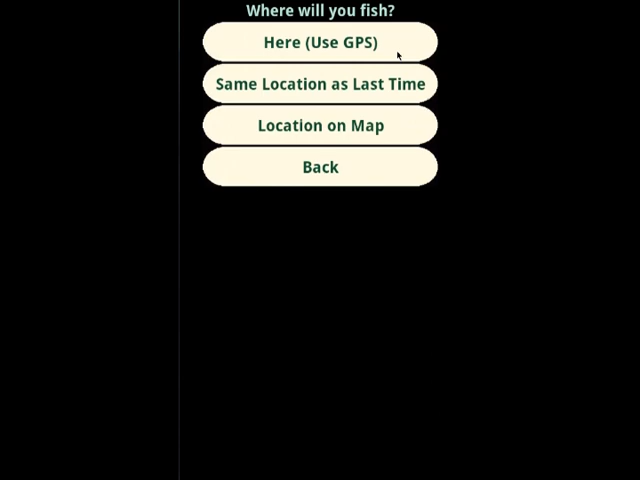 Where will you fish?
Here (Use GPS)
Same Location as Last Time
Location on Map
Back